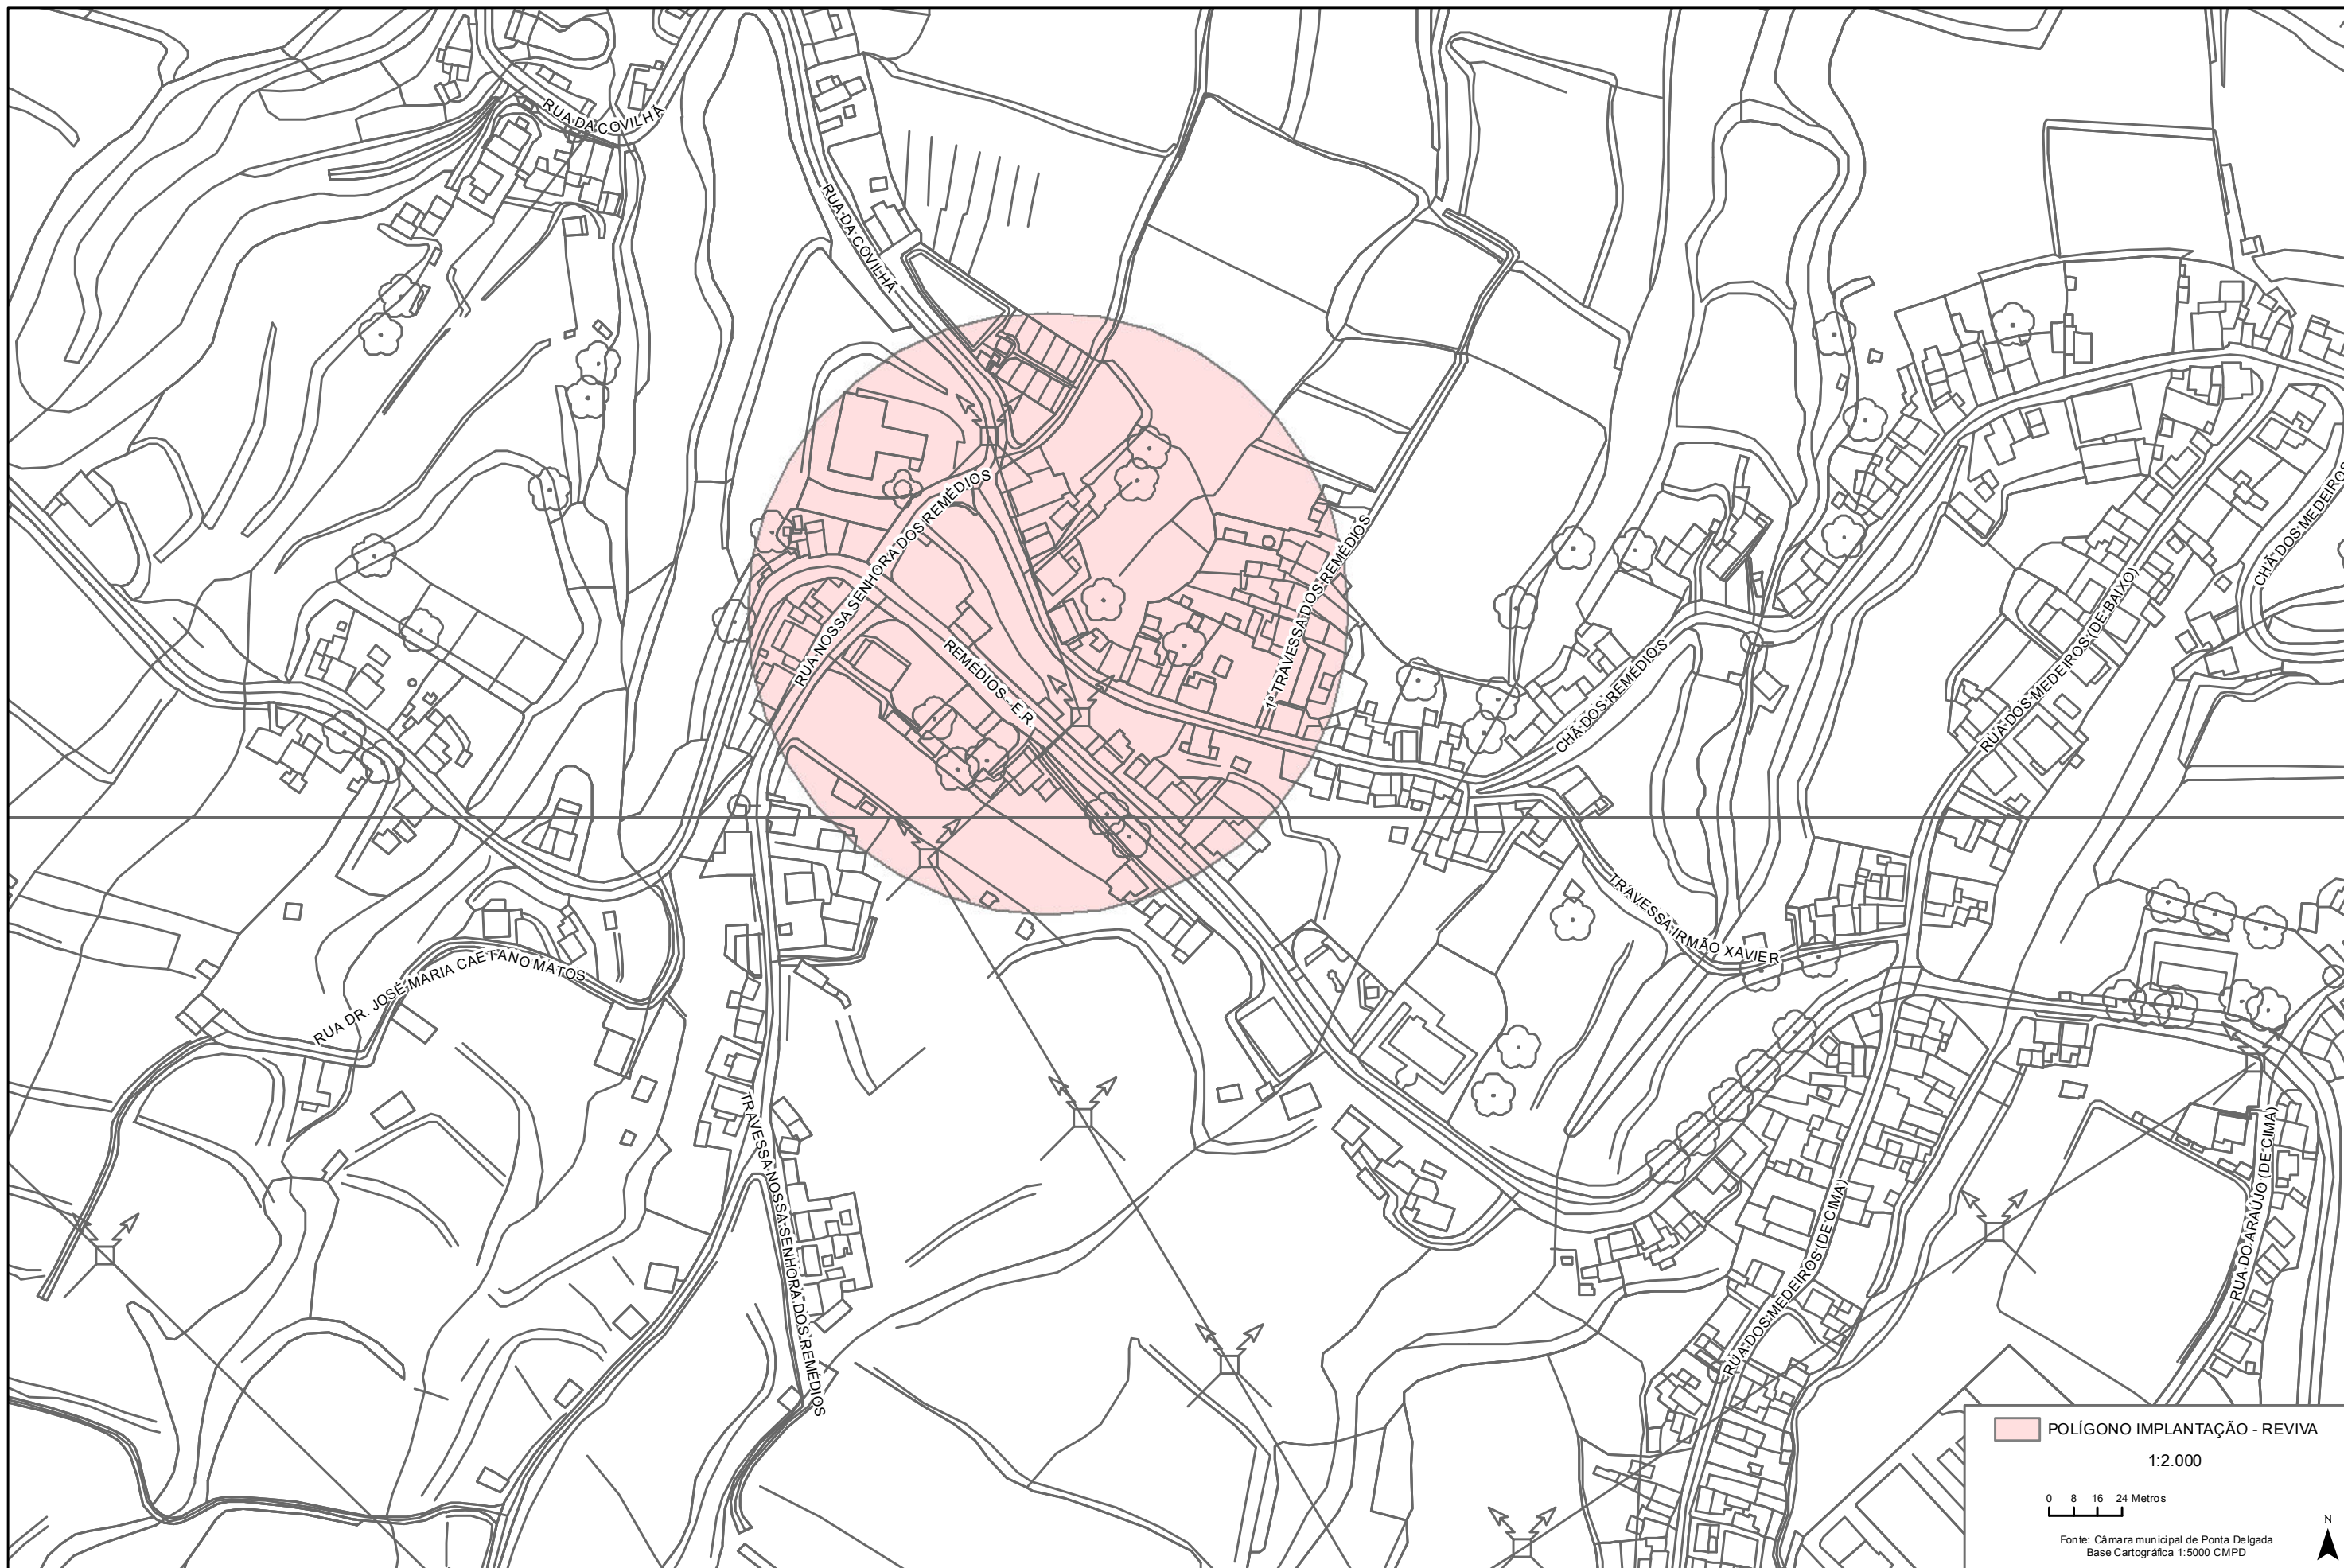 RUA DA COVILHÃ
RUA DA COVILHÃ
RUA NOSSA SENHORA DOS REMÉDIOS
REMÉDIOS - E.R.
1ª TRAVESSA DOS REMÉDIOS
CHÃ DOS REMÉDIOS
RUA DOS MEDEIROS (DE BAIXO)
CHÃ DOS MEDEIROS
TRAVESSA IRMÃO XAVIER
RUA DR. JOSÉ MARIA CAETANO MATOS
TRAVESSA NOSSA SENHORA DOS REMÉDIOS
RUA DOS MEDEIROS (DE CIMA)
RUA DO ARAÚJO (DE CIMA)
POLÍGONO IMPLANTAÇÃO - REVIVA
1:2.000
0 8 16 24 Metros
N
Fonte: Câmara municipal de Ponta Delgada
Base Cartográfica 1:5000 CMPD